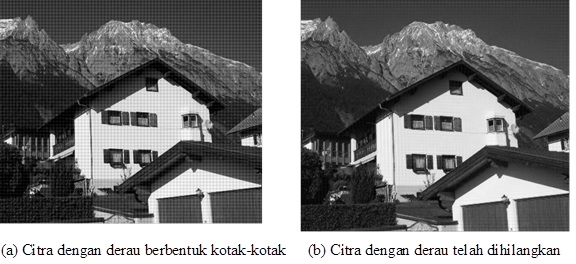 (a) Citra dengan derau berbentuk kotak-kotak
(b) Citra dengan derau telah dihilangkan